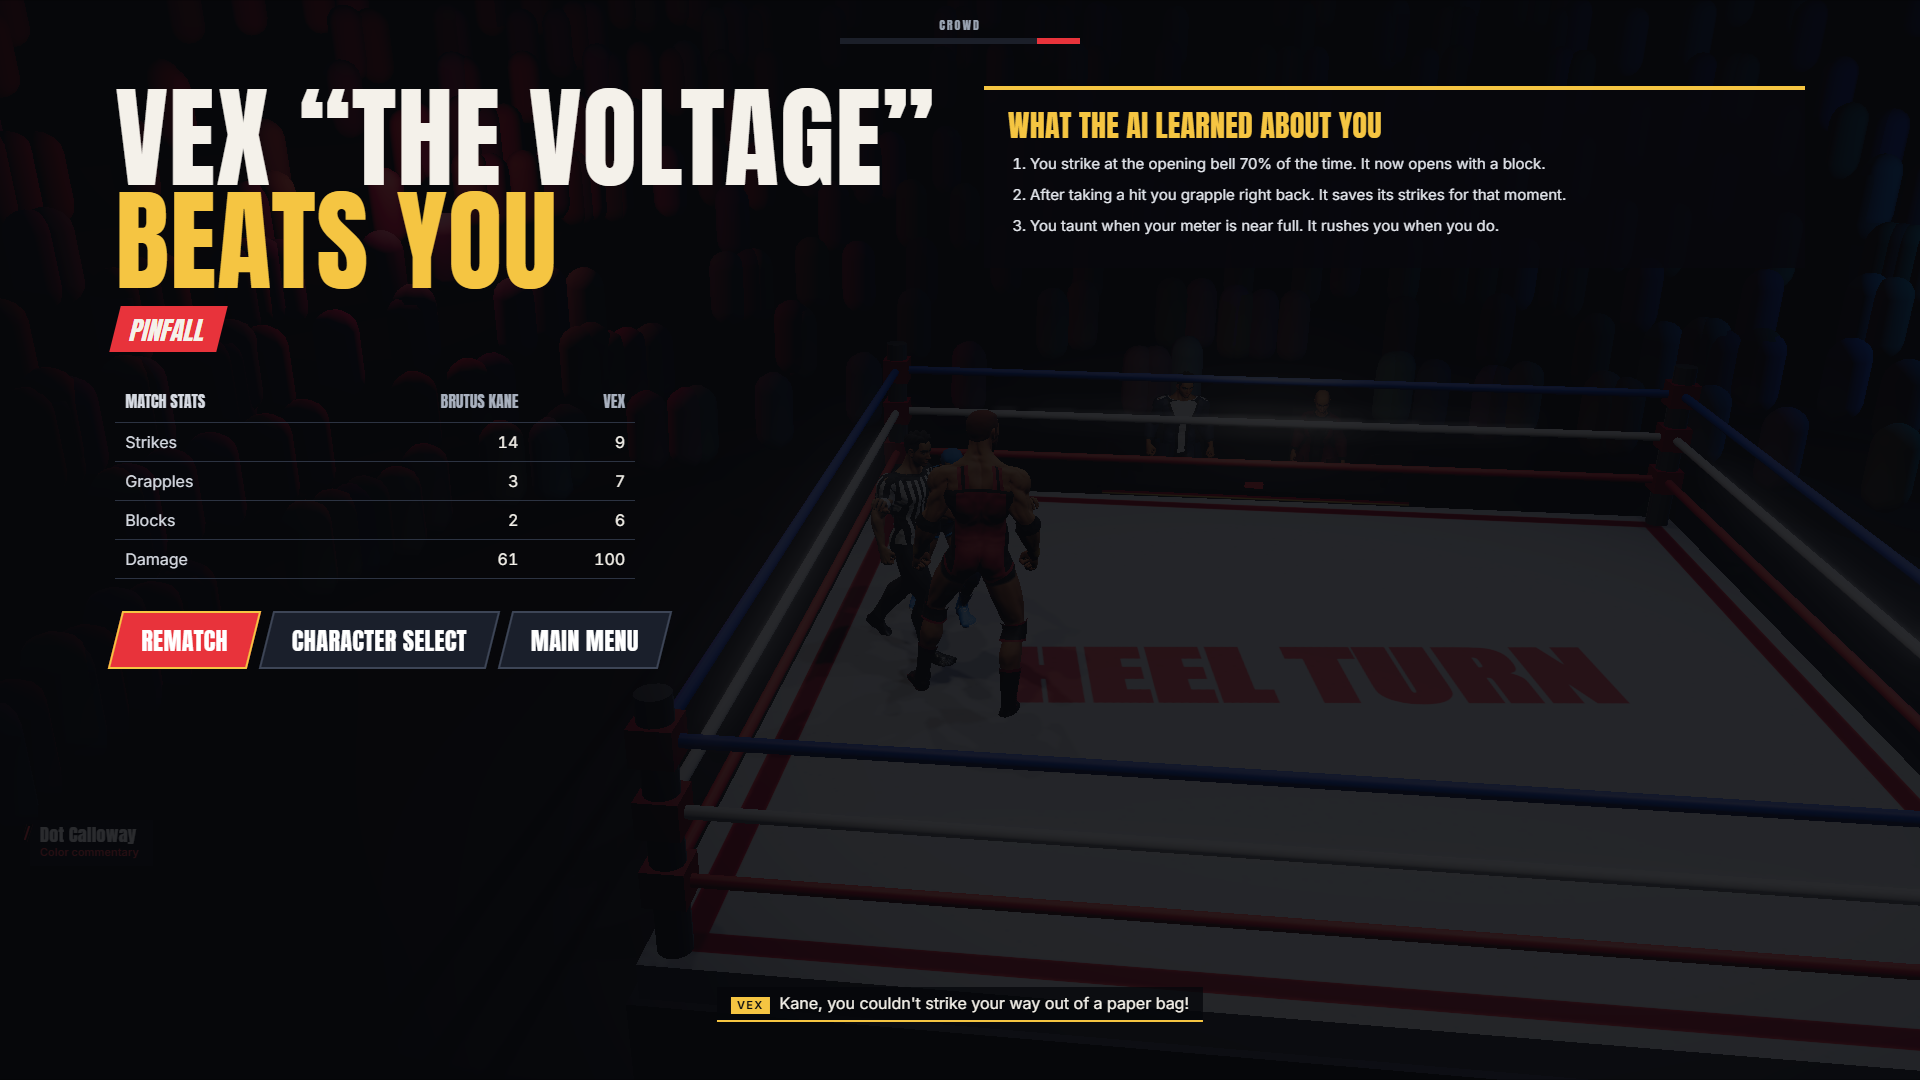 CROWD
VEX “THE VOLTAGE”
BEATS YOU
PINFALL
MATCH STATS BRUTUS KANE VEX
Strikes 14 9
Grapples 3 7
Blocks 2 6
Damage 61 100
REMATCH CHARACTER SELECT MAIN MENU
WHAT THE AI LEARNED ABOUT YOU
1. You strike at the opening bell 70% of the time. It now opens with a block.
2. After taking a hit you grapple right back. It saves its strikes for that moment.
3. You taunt when your meter is near full. It rushes you when you do.
HEEL TURN
/ Dot Calloway
Color commentary
VEX Kane, you couldn't strike your way out of a paper bag!